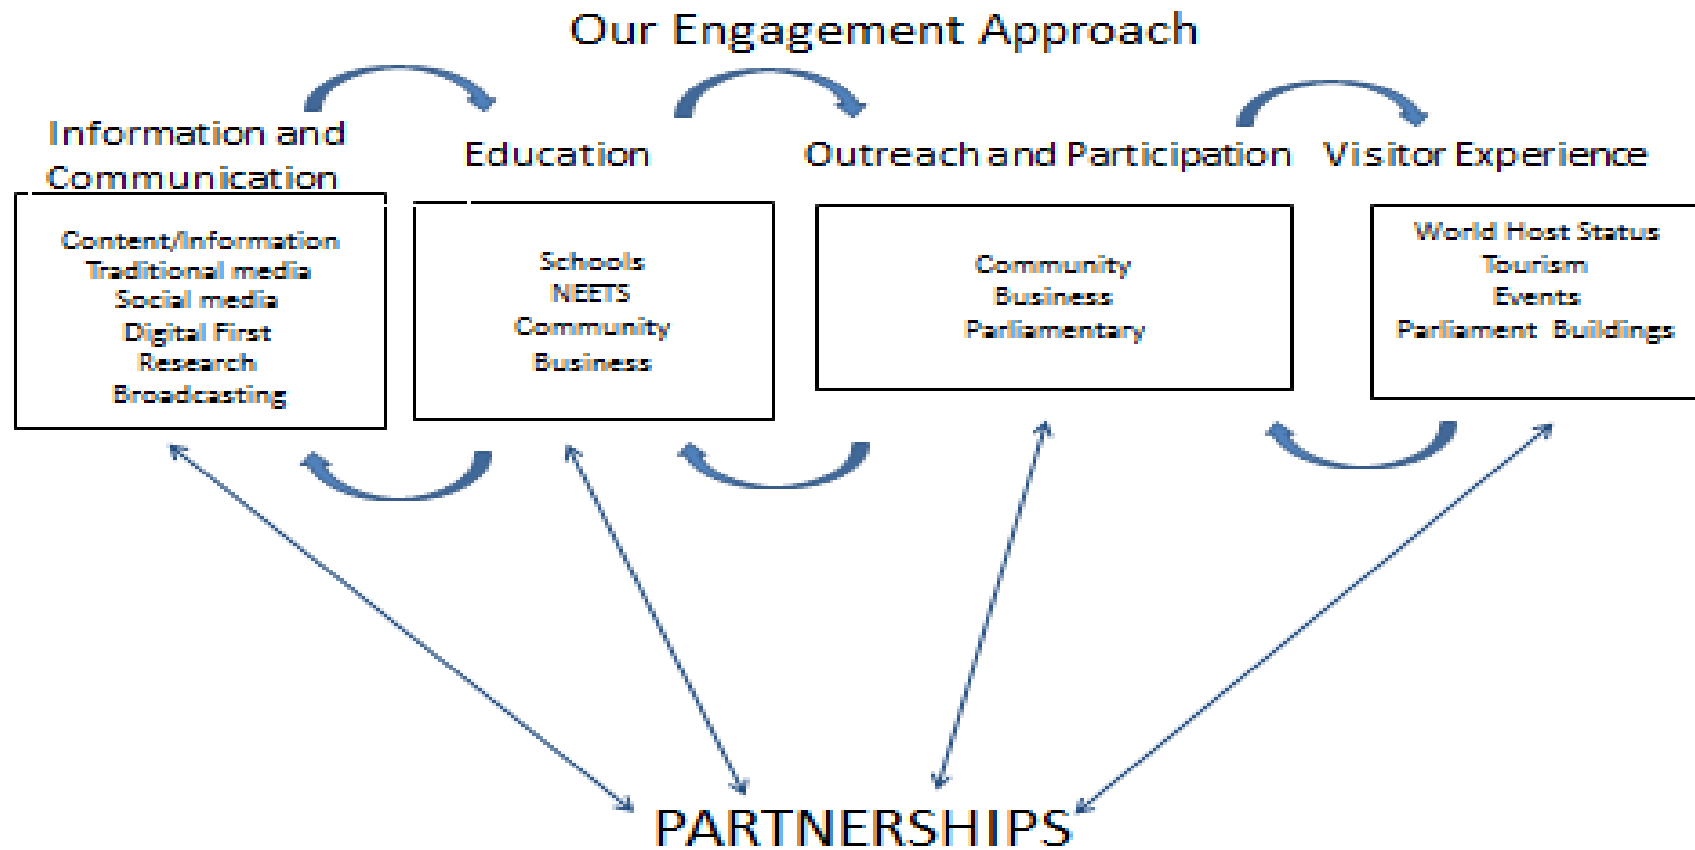 Our Engagement Approach
Information and
Communication
Content/Information
Traditional media
Social media
Digital First
Research
Broadcasting
Education
Schools
NEETS
Community
Business
Outreach and Participation
Community
Business
Parliamentary
Visitor Experience
World Host Status
Tourism
Events
Parliament Buildings
PARTNERSHIPS